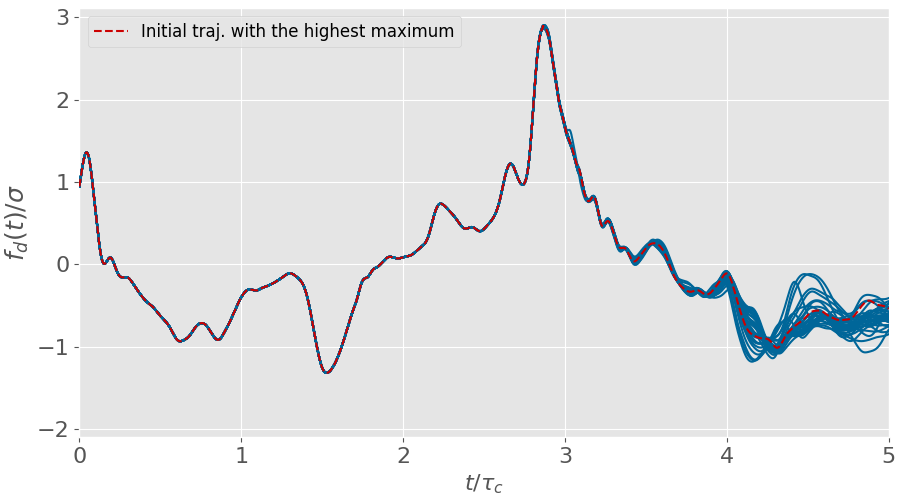 Initial traj. with the highest maximum
f_d(t)/σ
3
2
1
0
−1
−2
0 1 2 3 4 5
t/τ_c